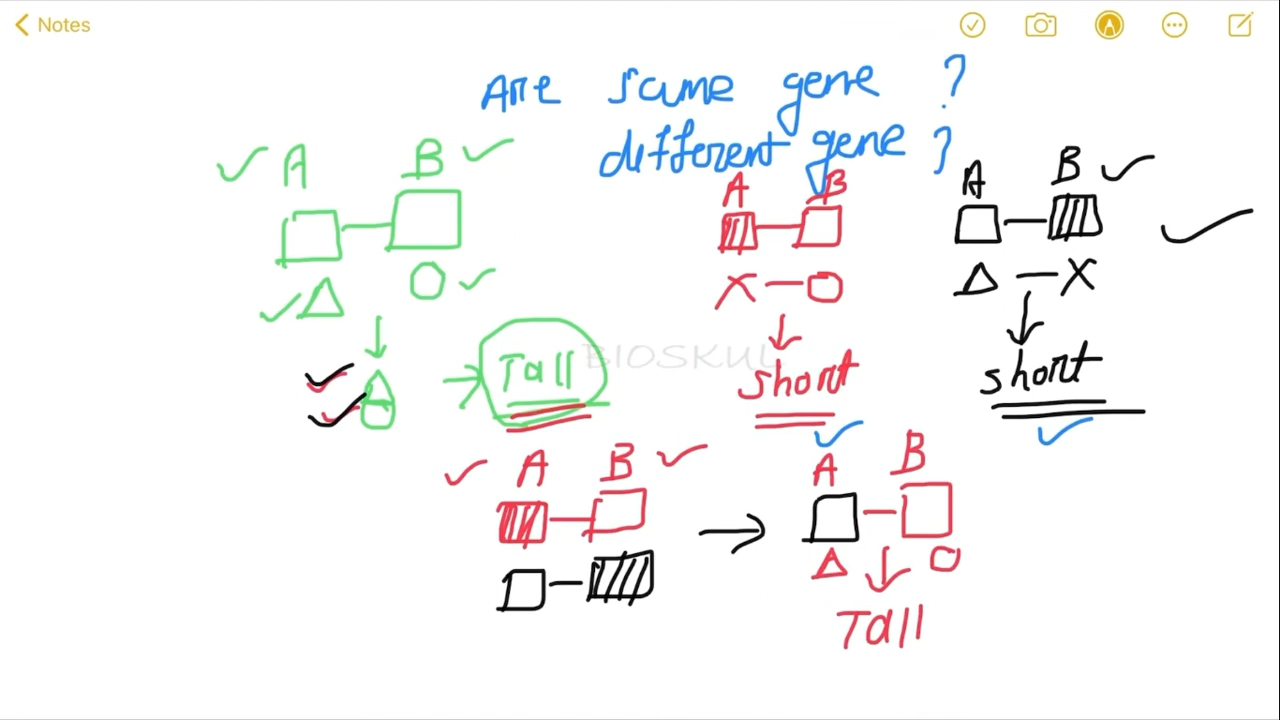 Notes
Are same gene ?
different gene ?
A B
A B
A B
X
X
BIOSKUL
Tall
short
short
A B
A B
Tall